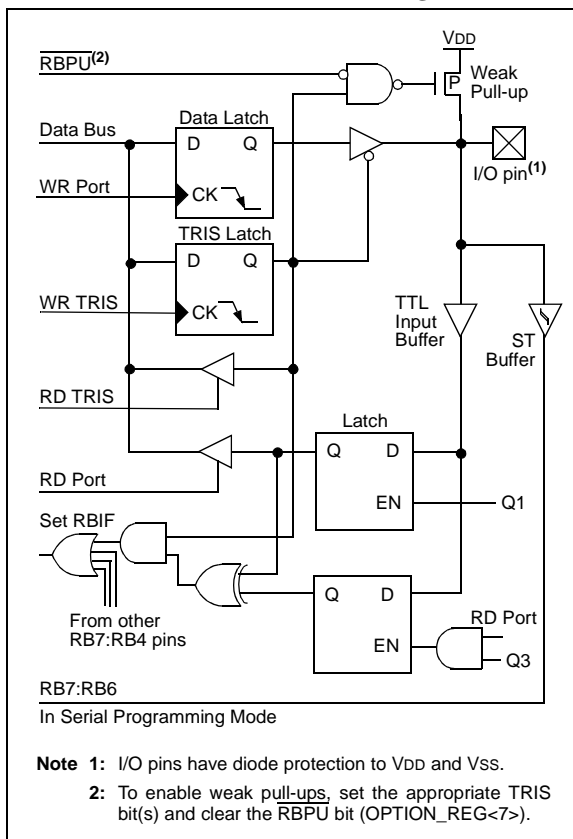 VDD
RBPU(2)
Weak
Pull-up
P
Data Latch
Data Bus
D Q
I/O pin(1)
WR Port
CK
TRIS Latch
D Q
WR TRIS
CK
TTL
Input
Buffer
ST
Buffer
RD TRIS
Latch
Q D
RD Port
EN
Q1
Set RBIF
Q D
RD Port
From other
RB7:RB4 pins
EN
Q3
RB7:RB6
In Serial Programming Mode
Note 1: I/O pins have diode protection to VDD and VSS.
2: To enable weak pull-ups, set the appropriate TRIS
bit(s) and clear the RBPU bit (OPTION_REG<7>).